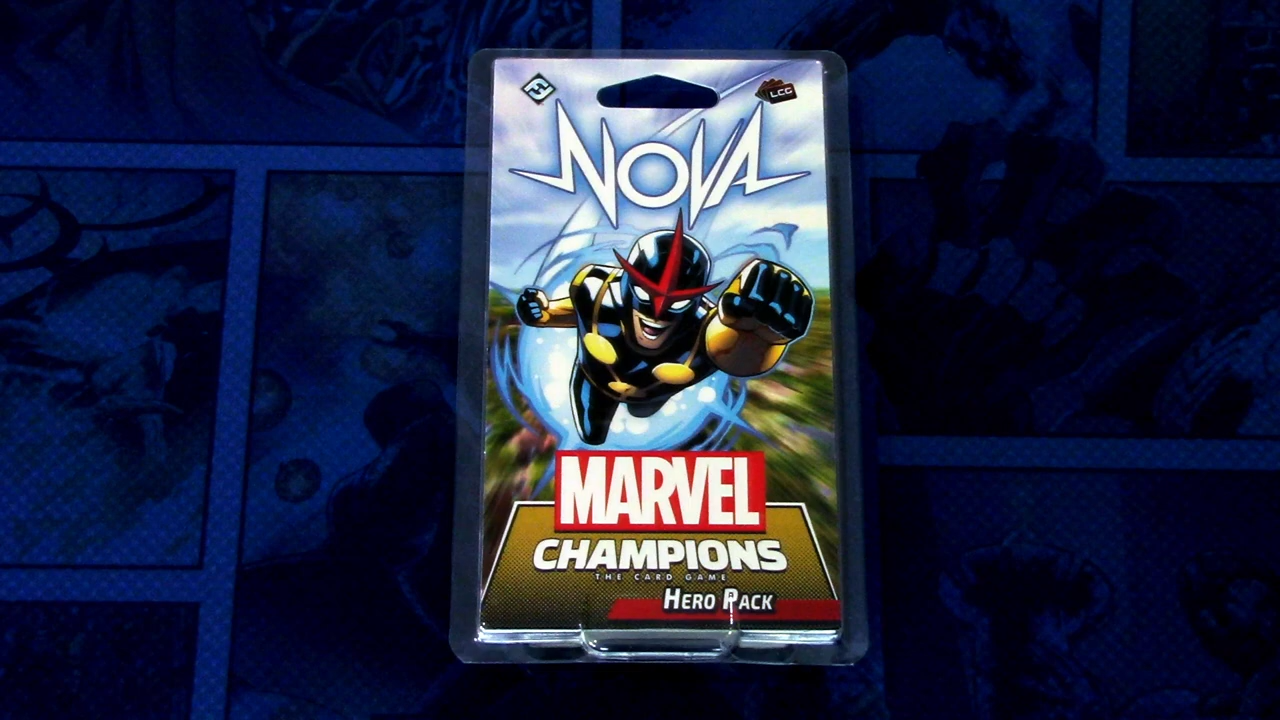 LCG
NOVA
MARVEL
CHAMPIONS
THE CARD GAME
HERO PACK